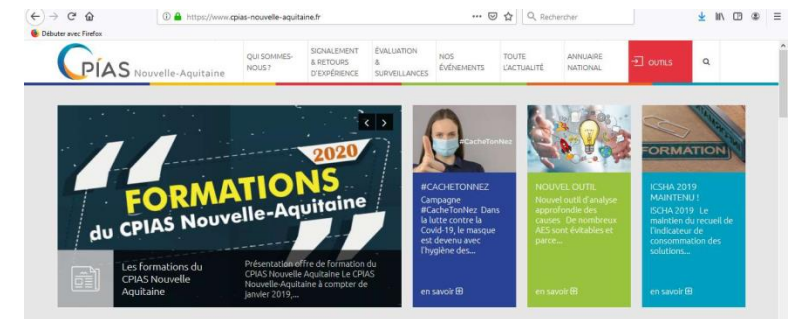 https://www.cpias-nouvelle-aquitaine.fr
Rechercher
Débuter avec Firefox
CPIAS Nouvelle-Aquitaine
QUI SOMMES-
NOUS ?
SIGNALEMENT
& RETOURS
D'EXPÉRIENCE
ÉVALUATION
&
SURVEILLANCES
NOS
ÉVÉNEMENTS
TOUTE
L'ACTUALITÉ
ANNUAIRE
NATIONAL
OUTILS
2020
FORMATIONS
du CPIAS Nouvelle-Aquitaine
Les formations du
CPIAS Nouvelle
Aquitaine
Présentation offre de formation du
CPIAS Nouvelle Aquitaine Le CPIAS
Nouvelle-Aquitaine à compter de
janvier 2019,...
#CacheTonNez
#CACHETONNEZ
Campagne
#CacheTonNez Dans
la lutte contre la
Covid-19, le masque
est devenu avec
l'hygiène des...
en savoir
NOUVEL OUTIL
Nouvel outil d'analyse
approfondie des
causes De nombreux
AES sont évitables et
parce...
en savoir
FORMATION
ICSHA 2019
MAINTENU !
ISCHA 2019 Le
maintien du recueil de
l'indicateur de
consommation des
solutions...
en savoir